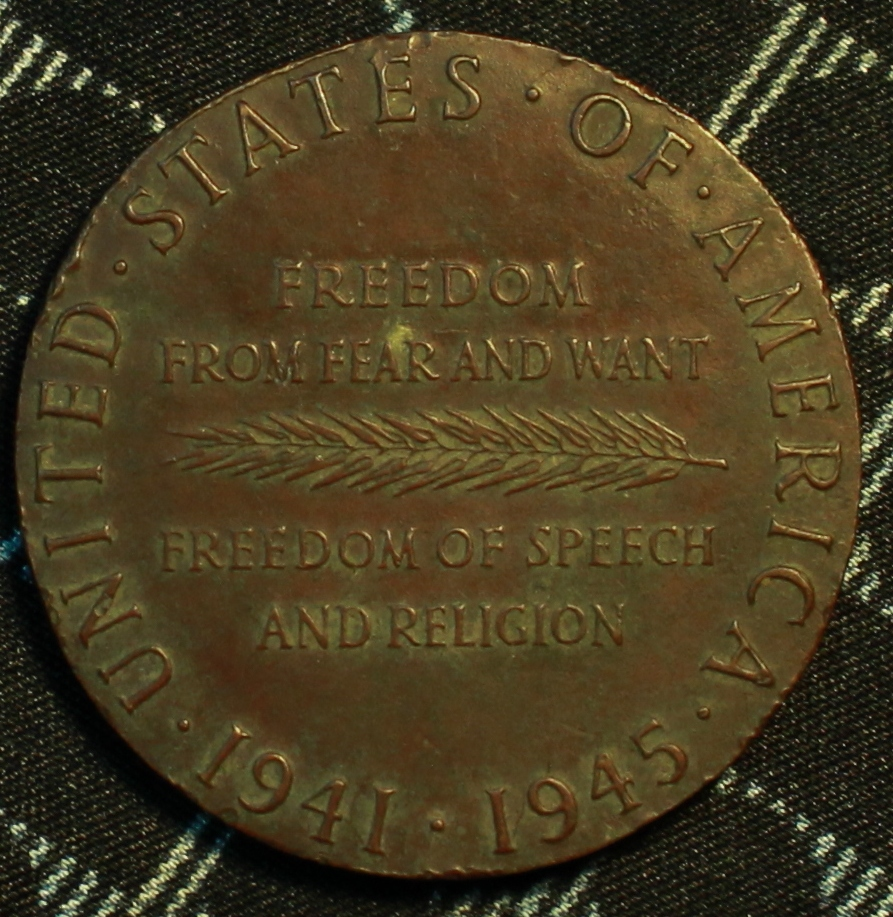 UNITED · STATES · OF · AMERICA ·
FREEDOM
FROM FEAR AND WANT
FREEDOM OF SPEECH
AND RELIGION
1941 · 1945